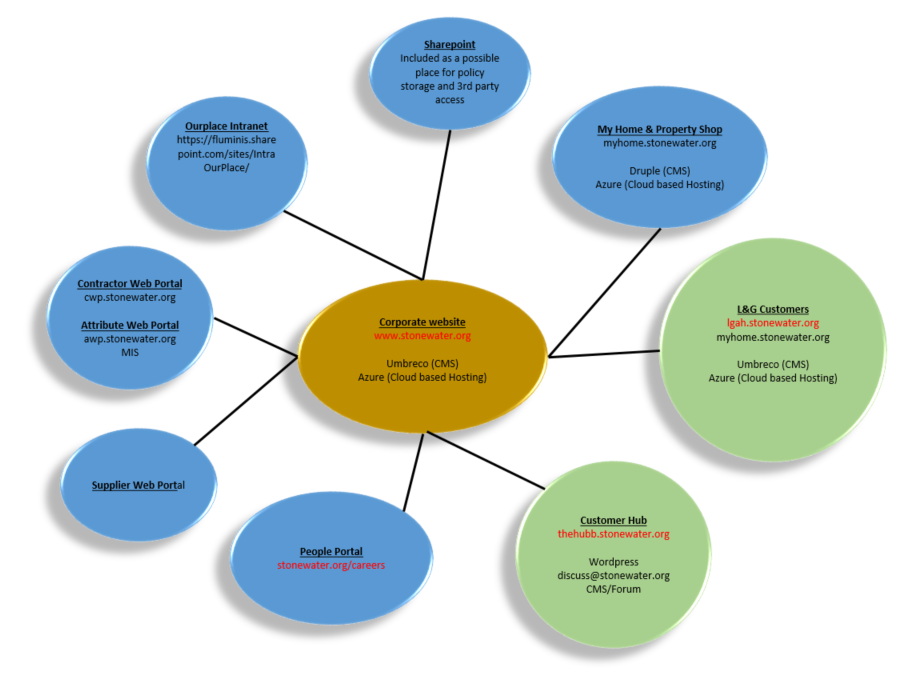 Sharepoint
Included as a possible
place for policy
storage and 3rd party
access
Ourplace Intranet
https://fluminis.share
point.com/sites/Intra
OurPlace/
My Home & Property Shop
myhome.stonewater.org
Druple (CMS)
Azure (Cloud based Hosting)
Contractor Web Portal
cwp.stonewater.org
Attribute Web Portal
awp.stonewater.org
MIS
Corporate website
www.stonewater.org
Umbreco (CMS)
Azure (Cloud based Hosting)
L&G Customers
lgah.stonewater.org
myhome.stonewater.org
Umbreco (CMS)
Azure (Cloud based Hosting)
Supplier Web Portal
People Portal
stonewater.org/careers
Customer Hub
thehubb.stonewater.org
Wordpress
discuss@stonewater.org
CMS/Forum